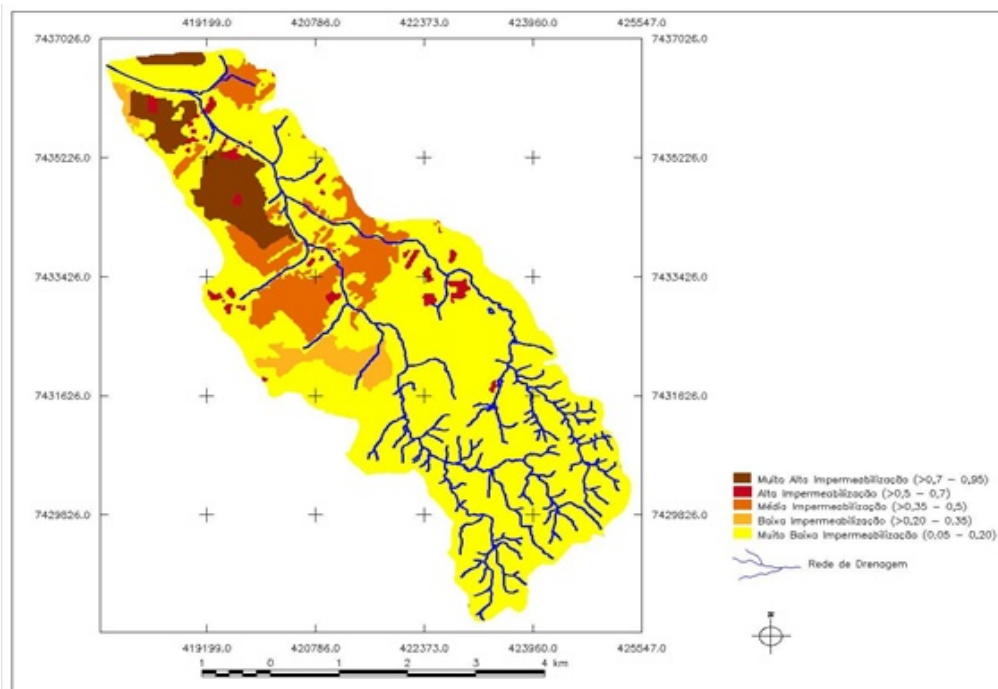 419199.0 420786.0 422373.0 423960.0 425547.0
7437026.0 7437026.0
7435226.0 7435226.0
7433426.0 7433426.0
7431626.0 7431626.0
7429826.0 7429826.0
Muito Alta Impermeabilização (>0,7 - 0,95)
Alta Impermeabilização (>0,5 - 0,7)
Média Impermeabilização (>0,35 - 0,5)
Baixa Impermeabilização (>0,20 - 0,35)
Muito Baixa Impermeabilização (0,05 - 0,20)
Rede de Drenagem
N
419199.0 420786.0 422373.0 423960.0 425547.0
1 0 1 2 3 4 km